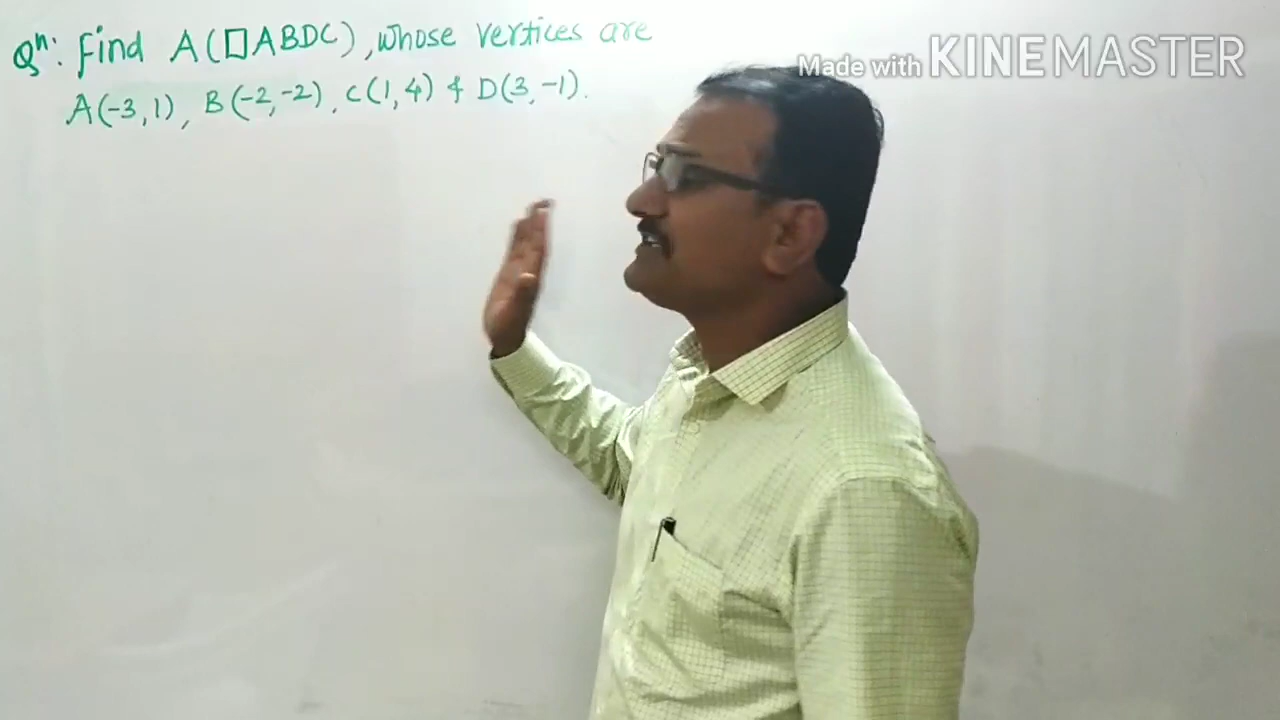 Qn: Find A(□ABDC), whose vertices are
A(-3,1), B(-2,-2), C(1,4) & D(3,-1).
Made with KINEMASTER